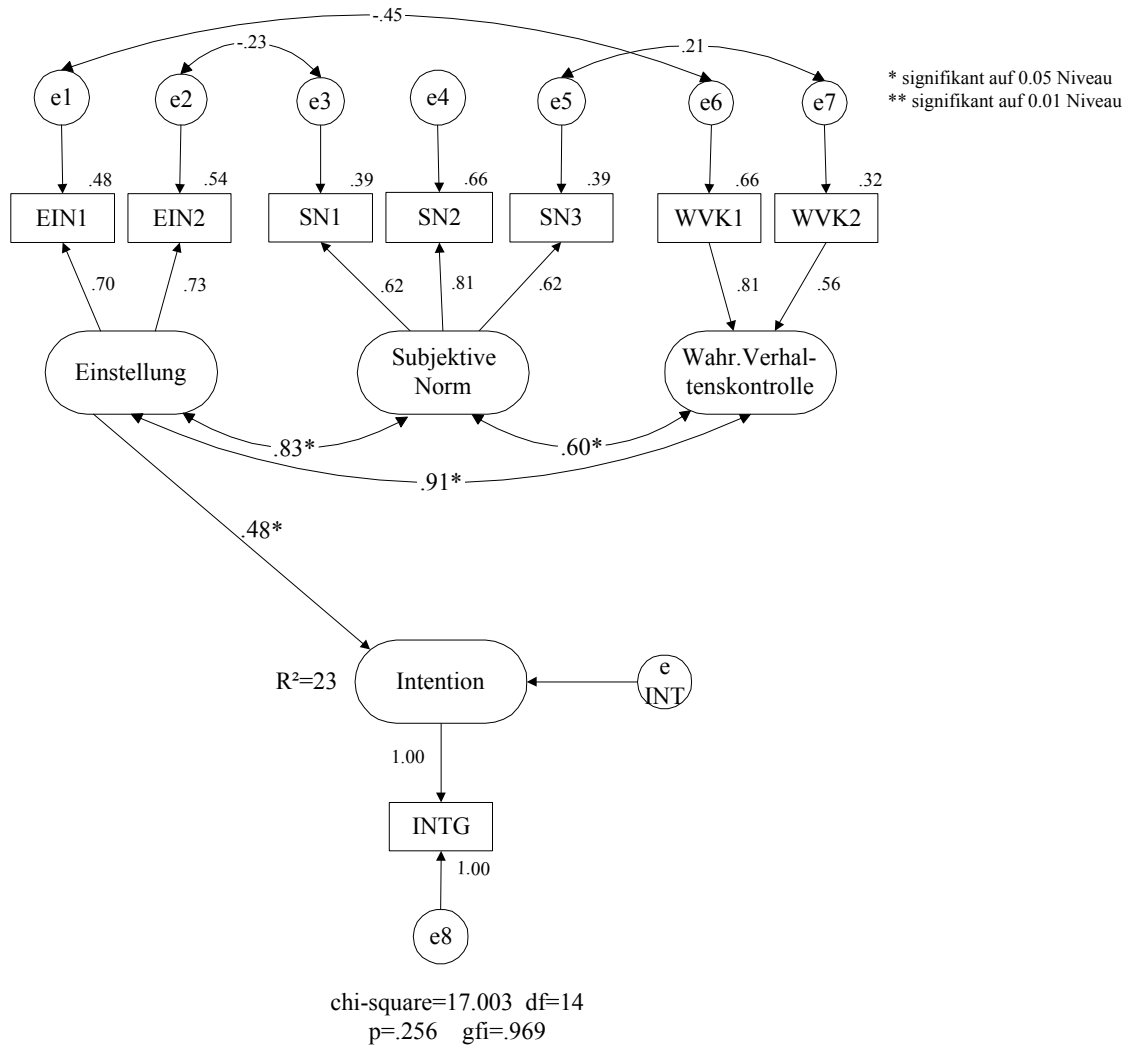 -.45
-.23
.21
e1
e2
e3
e4
e5
e6
e7
* signifikant auf 0.05 Niveau
** signifikant auf 0.01 Niveau
.48
.54
.39
.66
.39
.66
.32
EIN1
EIN2
SN1
SN2
SN3
WVK1
WVK2
.70
.73
.62
.81
.62
.81
.56
Einstellung
Subjektive
Norm
Wahr.Verhal-
tenskontrolle
.83*
.60*
.91*
.48*
R²=23
Intention
e
INT
1.00
INTG
1.00
e8
chi-square=17.003 df=14
p=.256 gfi=.969